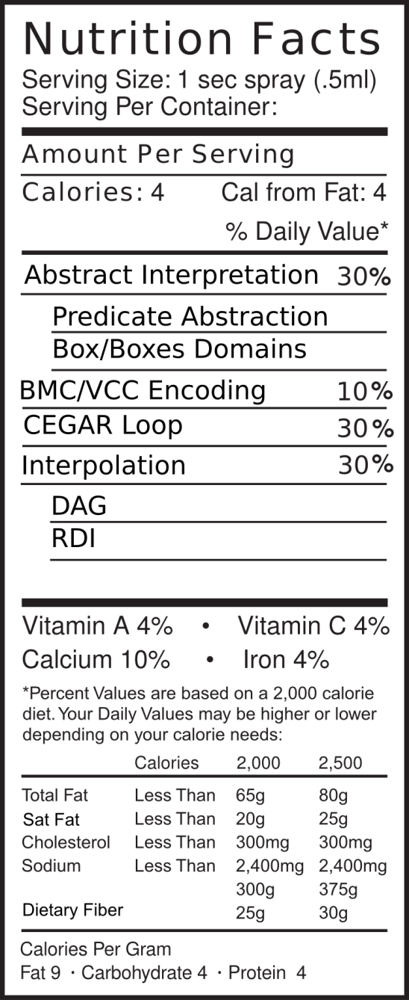 Nutrition Facts
Serving Size: 1 sec spray (.5ml)
Serving Per Container:
Amount Per Serving
Calories: 4 Cal from Fat: 4
% Daily Value*
Abstract Interpretation 30%
Predicate Abstraction
Box/Boxes Domains
BMC/VCC Encoding 10%
CEGAR Loop 30%
Interpolation 30%
DAG
RDI
Vitamin A 4% • Vitamin C 4%
Calcium 10% • Iron 4%
*Percent Values are based on a 2,000 calorie
diet. Your Daily Values may be higher or lower
depending on your calorie needs:
Calories 2,000 2,500
Total Fat Less Than 65g 80g
Sat Fat Less Than 20g 25g
Cholesterol Less Than 300mg 300mg
Sodium Less Than 2,400mg 2,400mg
300g 375g
Dietary Fiber 25g 30g
Calories Per Gram
Fat 9 · Carbohydrate 4 · Protein 4